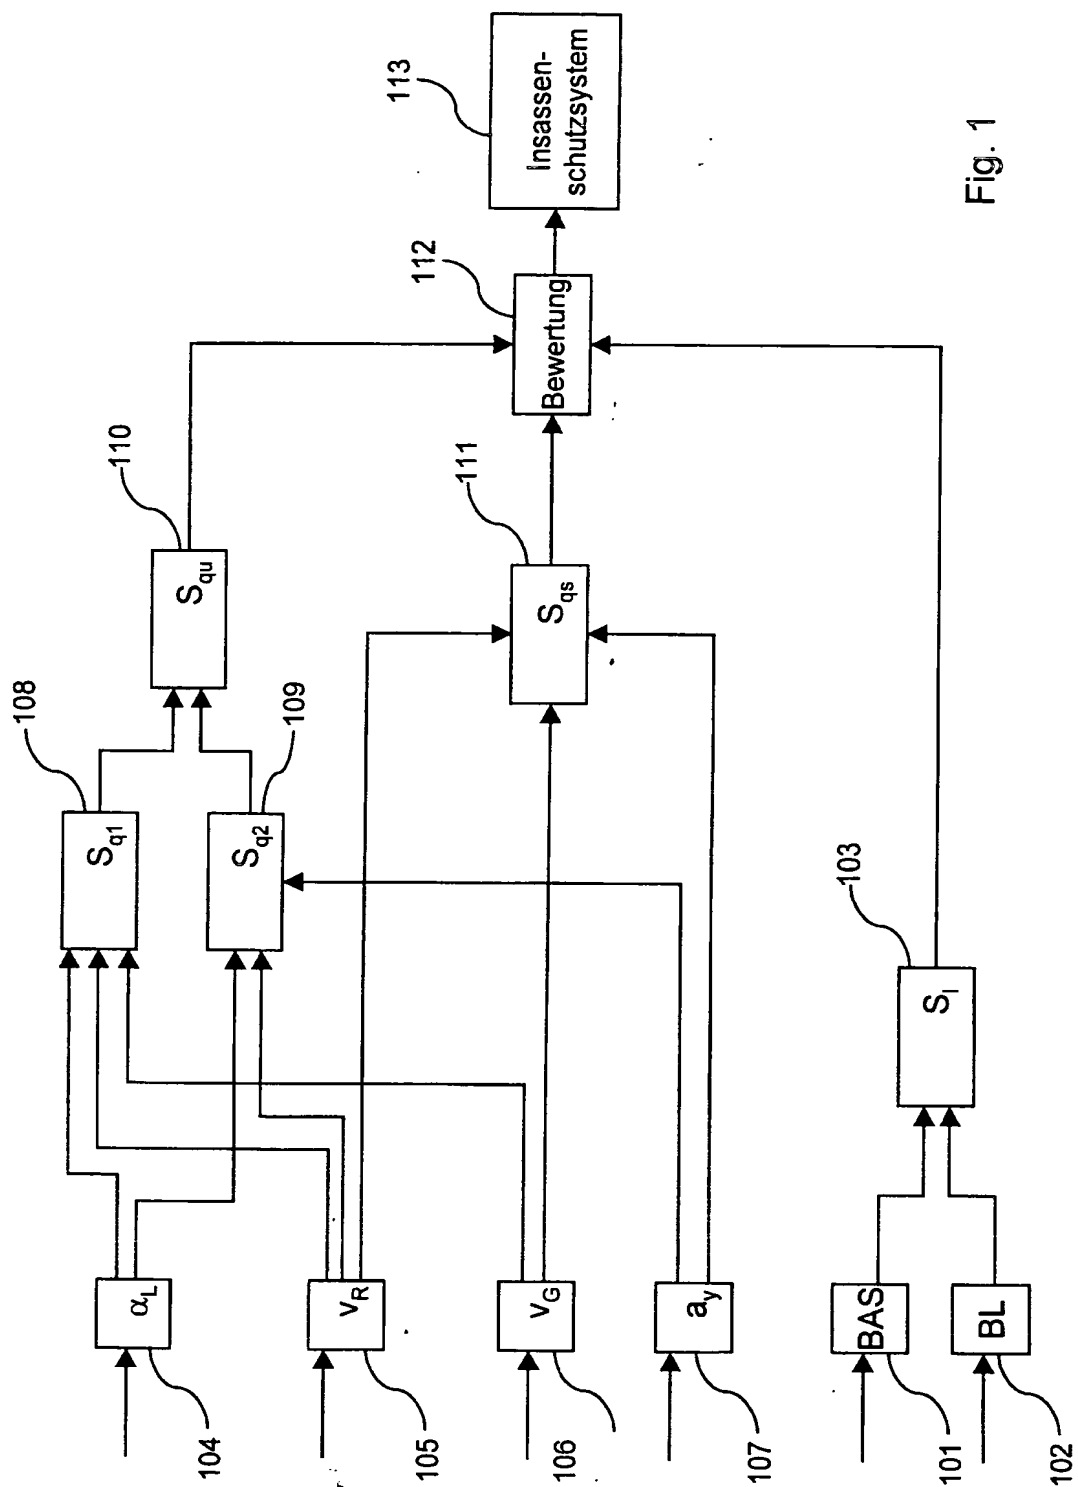 104
α_L
105
v_R
106
v_G
107
a_y
101
BAS
102
BL
108
S_q1
109
S_q2
103
S_l
110
S_qu
111
S_qs
112
Bewertung
113
Insassen-
schutzsystem
Fig. 1